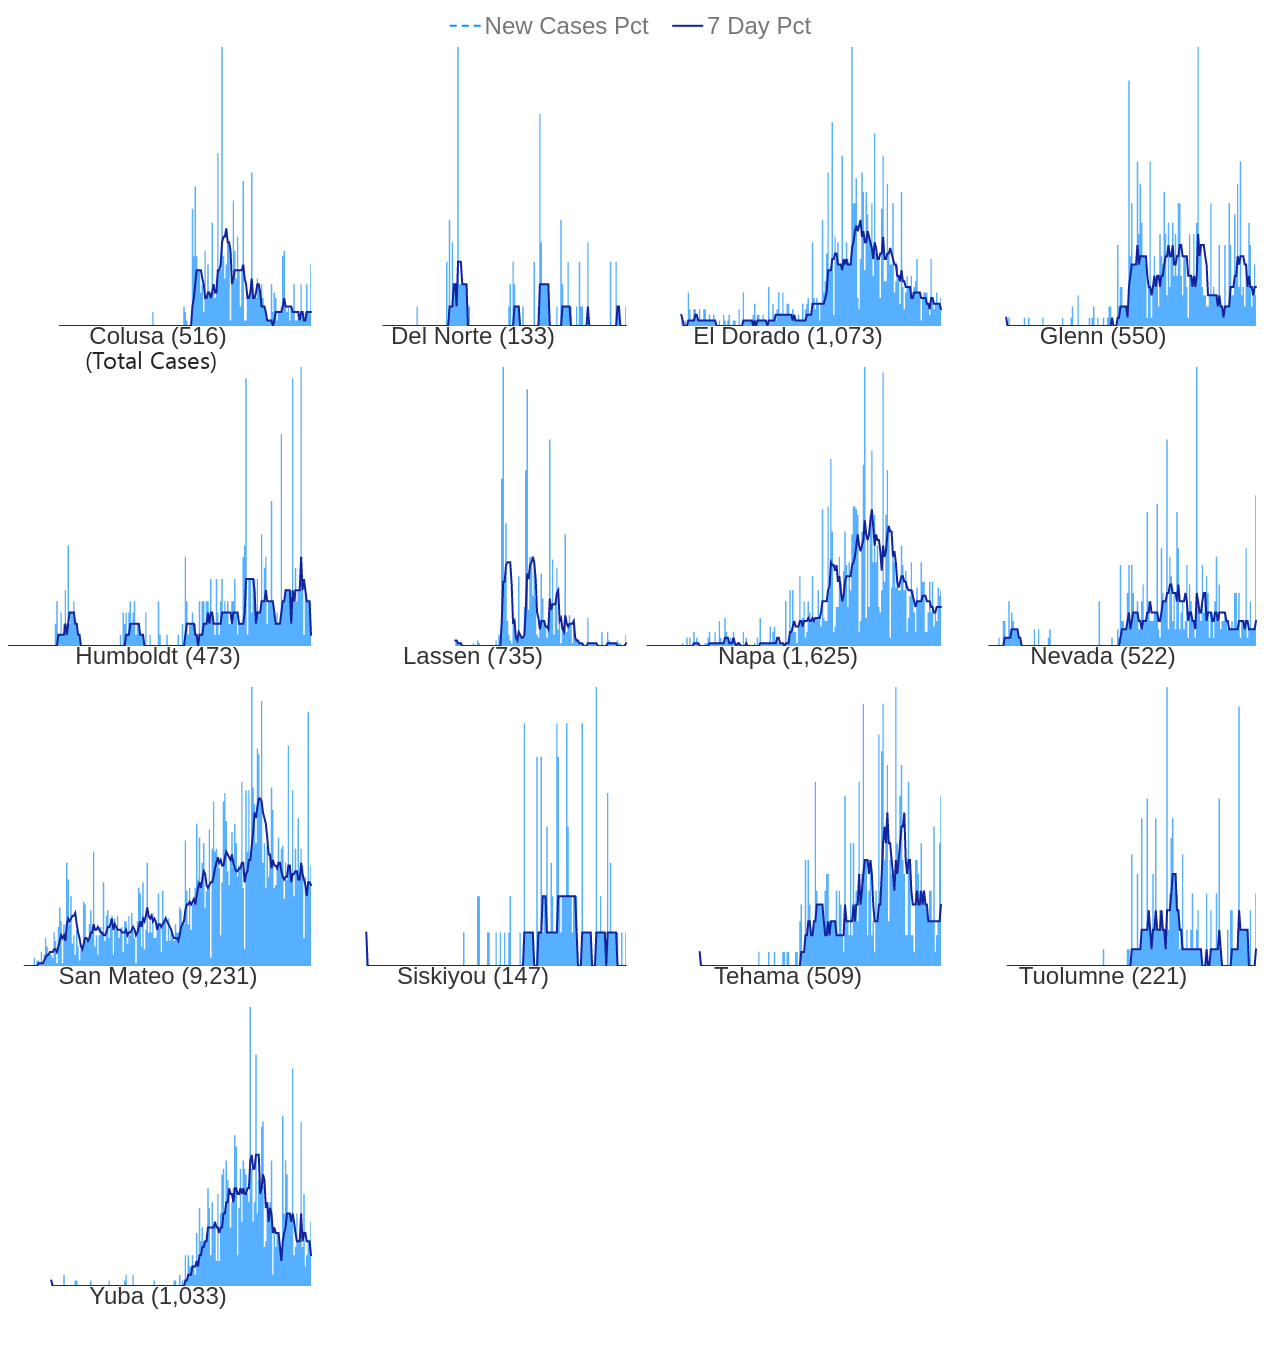 New Cases Pct 7 Day Pct
Colusa (516) Del Norte (133) El Dorado (1,073) Glenn (550)
(Total Cases)
Humboldt (473) Lassen (735) Napa (1,625) Nevada (522)
San Mateo (9,231) Siskiyou (147) Tehama (509) Tuolumne (221)
Yuba (1,033)